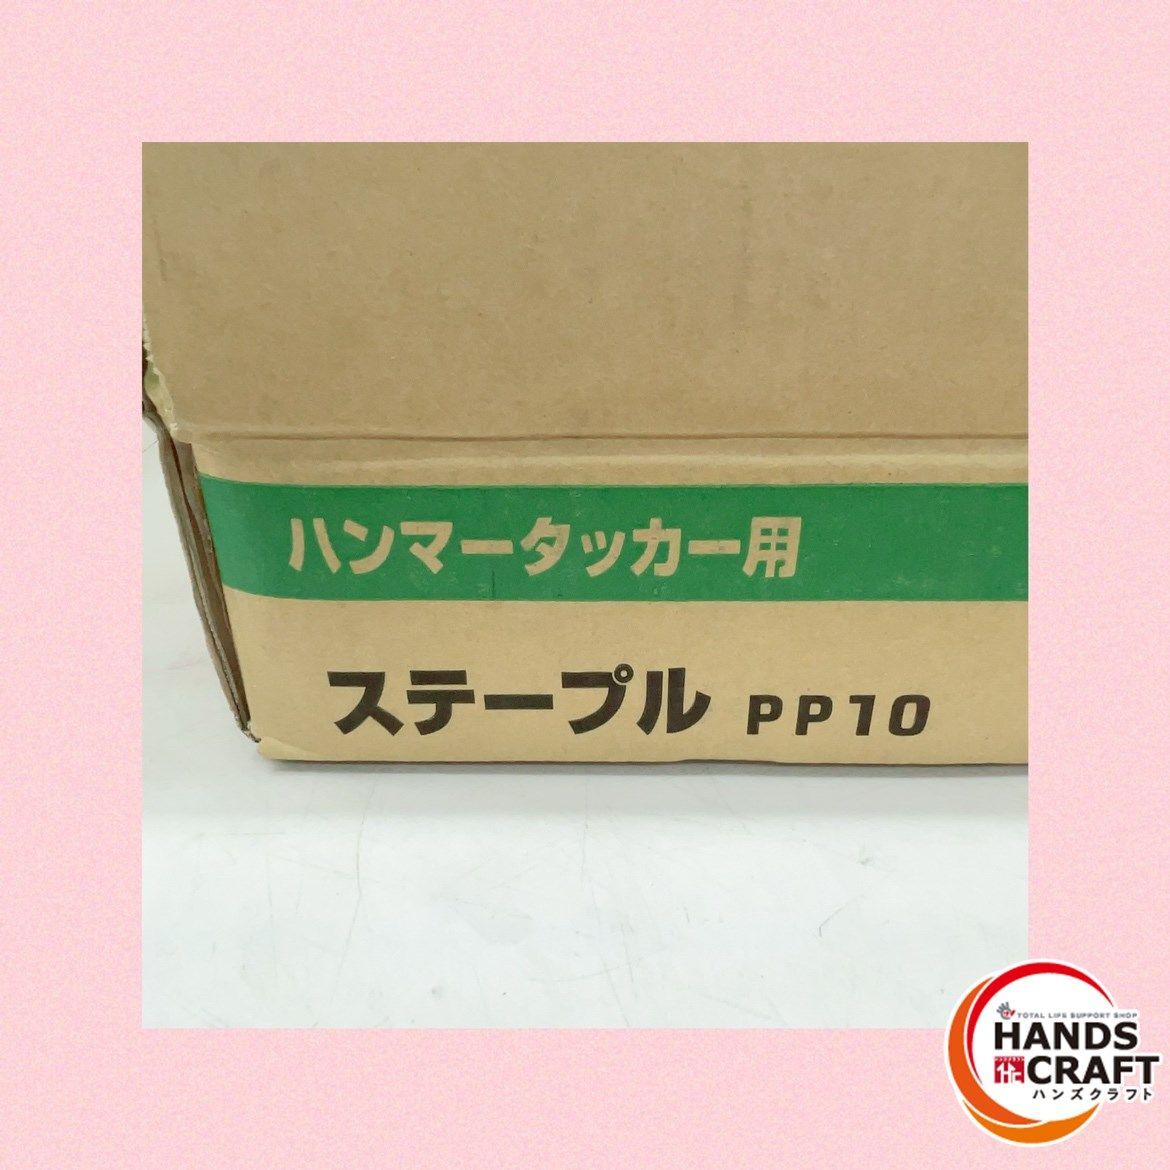 ハンマータッカー用
ステープル PP10
TOTAL LIFE SUPPORT SHOP
HANDS
CRAFT
ハンズクラフト